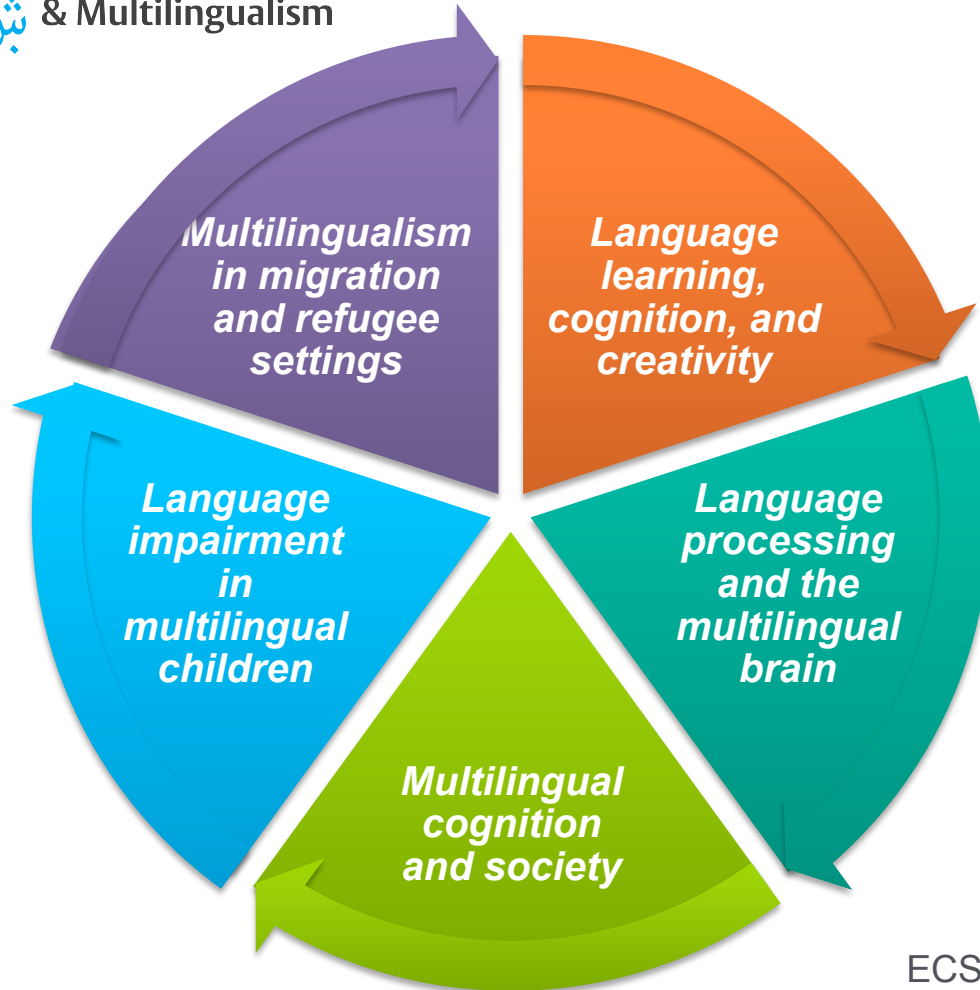 & Multilingualism
Multilingualism
in migration
and refugee
settings
Language
learning,
cognition, and
creativity
Language
impairment
in
multilingual
children
Language
processing
and the
multilingual
brain
Multilingual
cognition
and society
ECS